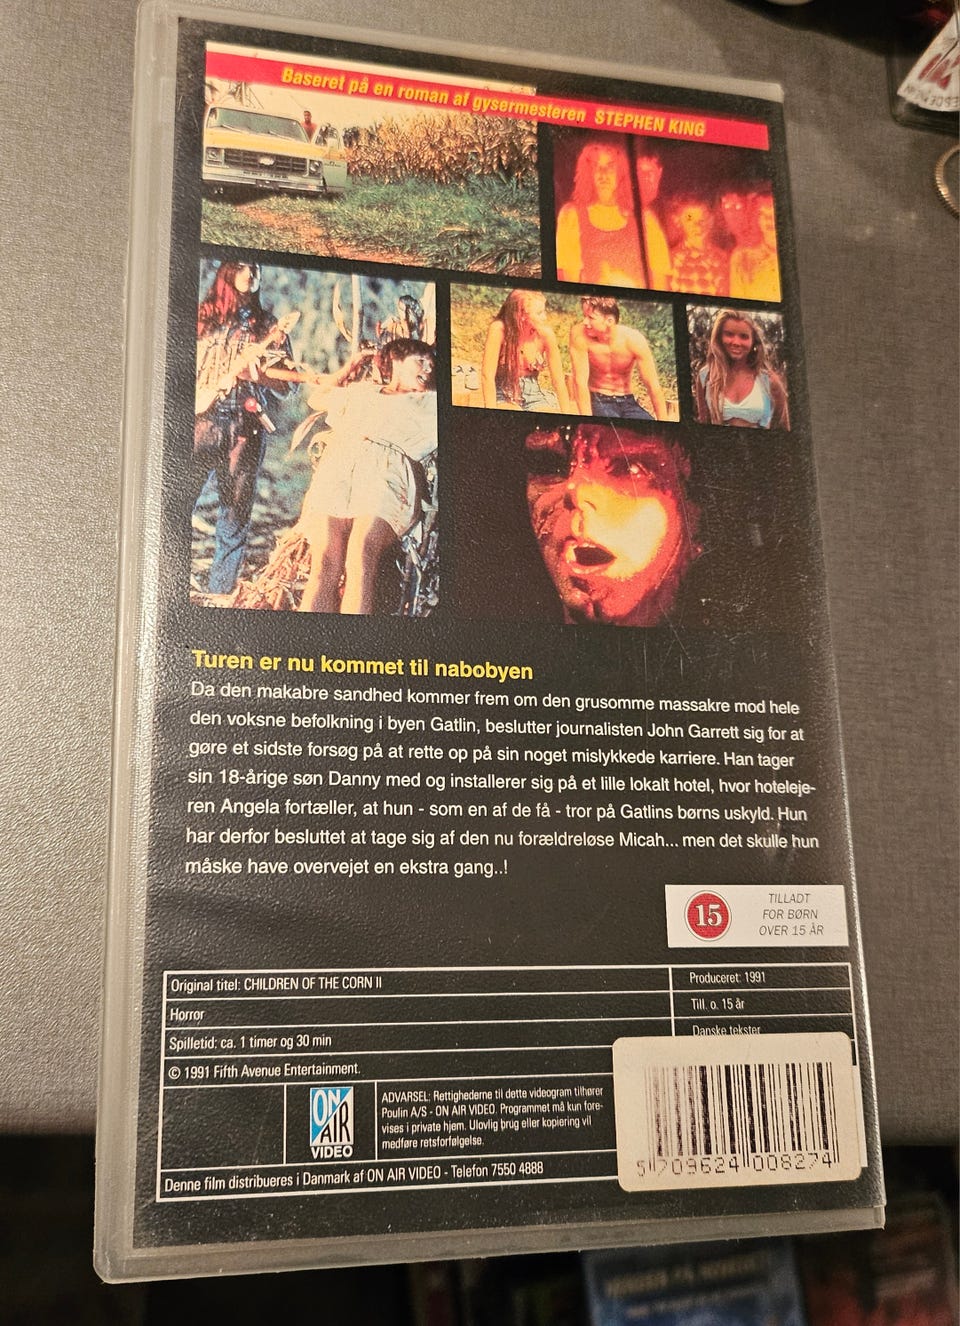 Baseret på en roman af gysermesteren STEPHEN KING
Turen er nu kommet til nabobyen
Da den makabre sandhed kommer frem om den grusomme massakre mod hele
den voksne befolkning i byen Gatlin, beslutter journalisten John Garrett sig for at
gøre et sidste forsøg på at rette op på sin noget mislykkede karriere. Han tager
sin 18-årige søn Danny med og installerer sig på et lille lokalt hotel, hvor hoteleje-
ren Angela fortæller, at hun - som en af de få - tror på Gatlins børns uskyld. Hun
har derfor besluttet at tage sig af den nu forældreløse Micah... men det skulle hun
måske have overvejet en ekstra gang..!
15
TILLADT
FOR BØRN
OVER 15 ÅR
Original titel: CHILDREN OF THE CORN II
Produceret: 1991
Horror
Till. o. 15 år
Spilletid: ca. 1 timer og 30 min
Danske tekster
© 1991 Fifth Avenue Entertainment.
ON
AIR
VIDEO
ADVARSEL: Rettighederne til dette videogram tilhører
Poulin A/S - ON AIR VIDEO. Programmet må kun fore-
vises i private hjem. Ulovlig brug eller kopiering vil
medføre retsforfølgelse.
Denne film distribueres i Danmark af ON AIR VIDEO - Telefon 7550 4888
5 709624 008274